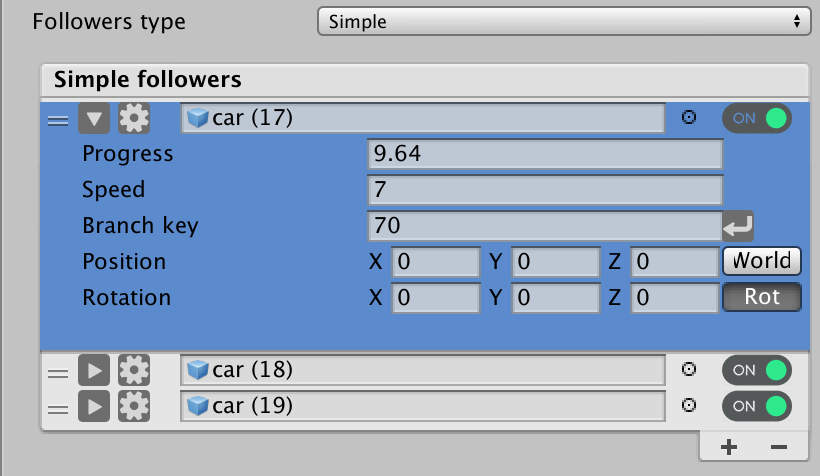 Followers type Simple
Simple followers
car (17) ON
Progress 9.64
Speed 7
Branch key 70
Position X 0 Y 0 Z 0 World
Rotation X 0 Y 0 Z 0 Rot
car (18) ON
car (19) ON
+ −